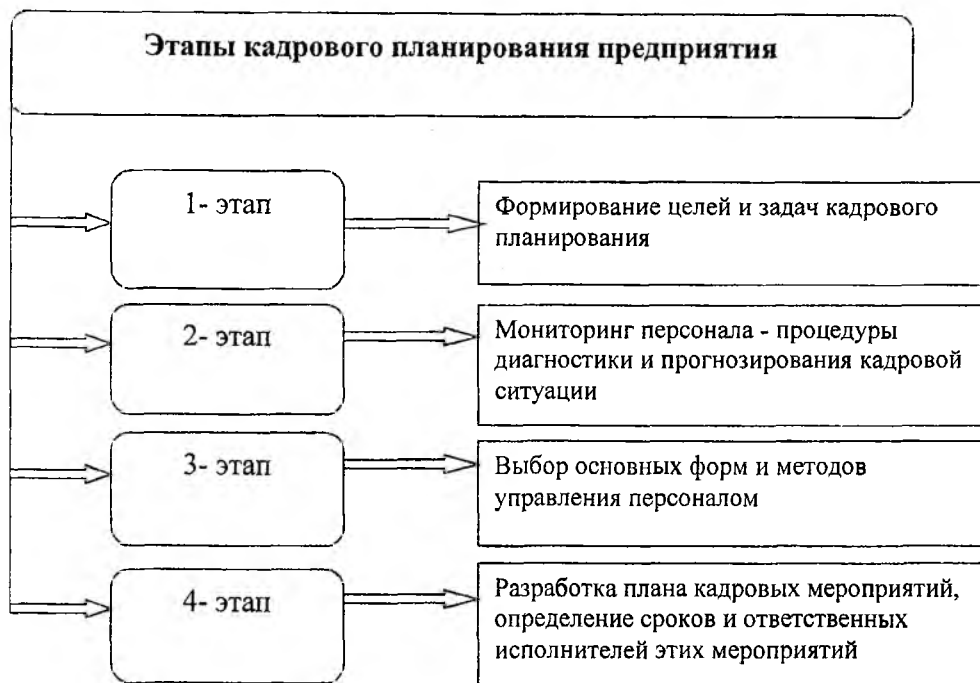 Этапы кадрового планирования предприятия
1- этап
Формирование целей и задач кадрового
планирования
2- этап
Мониторинг персонала - процедуры
диагностики и прогнозирования кадровой
ситуации
3- этап
Выбор основных форм и методов
управления персоналом
4- этап
Разработка плана кадровых мероприятий,
определение сроков и ответственных
исполнителей этих мероприятий